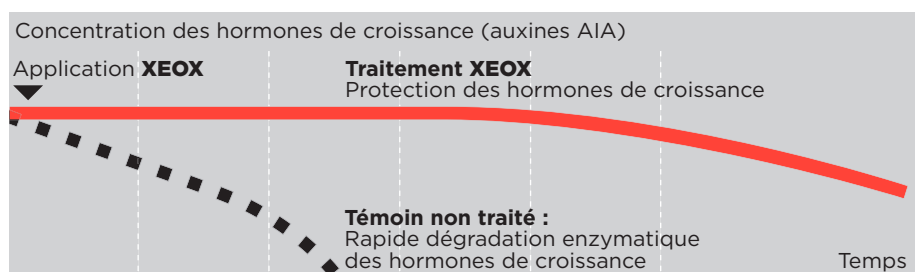 Concentration des hormones de croissance (auxines AIA)
Application XEOX
Traitement XEOX
Protection des hormones de croissance
Témoin non traité :
Rapide dégradation enzymatique
des hormones de croissance
Temps